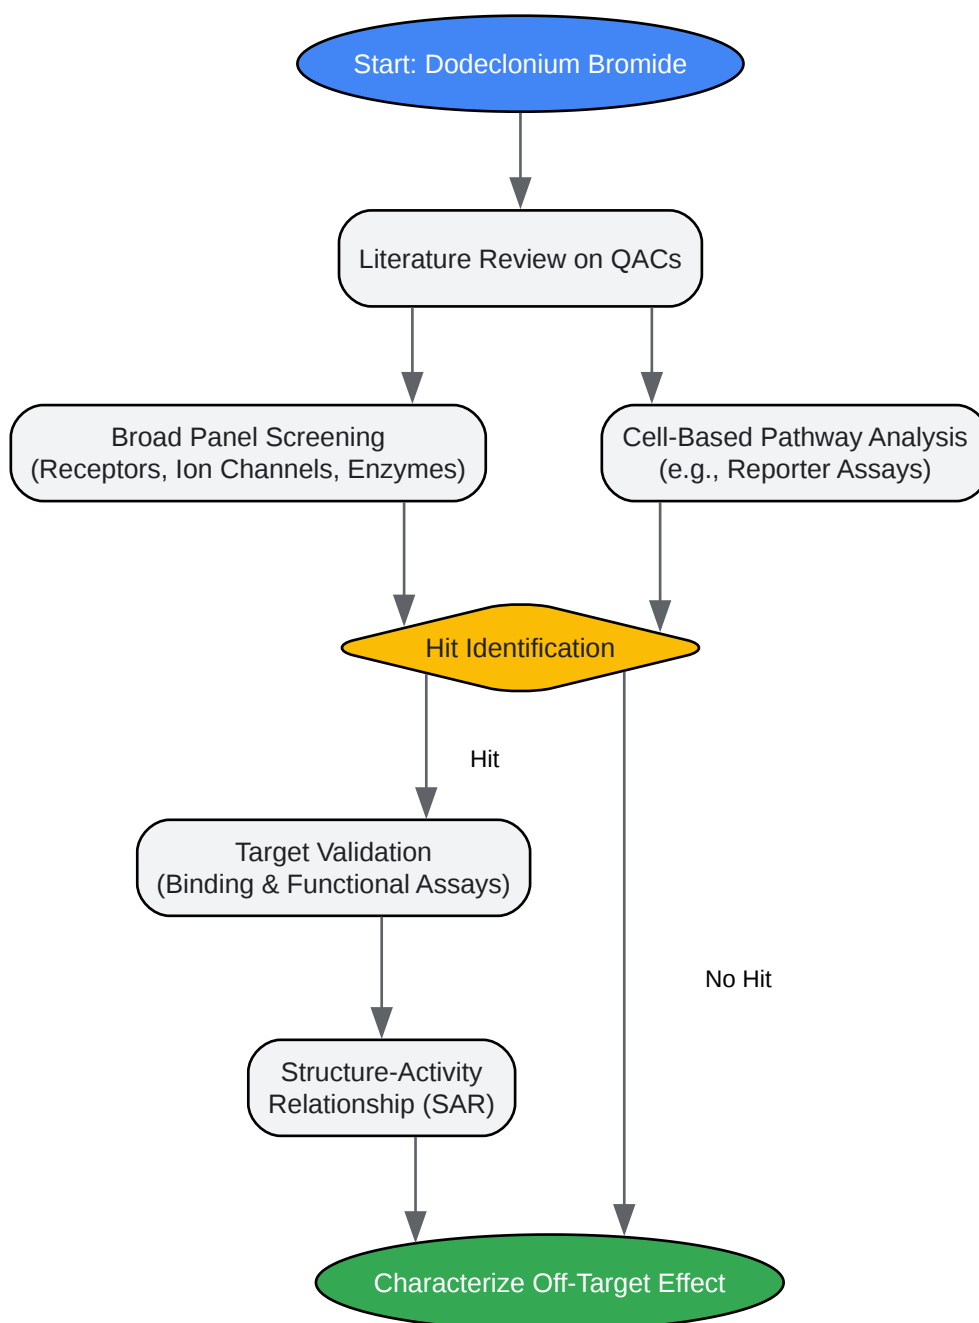 Start: Dodeclonium Bromide
Literature Review on QACs
Broad Panel Screening
(Receptors, Ion Channels, Enzymes)
Cell-Based Pathway Analysis
(e.g., Reporter Assays)
Hit Identification
Hit
Target Validation
(Binding & Functional Assays)
No Hit
Structure-Activity
Relationship (SAR)
Characterize Off-Target Effect